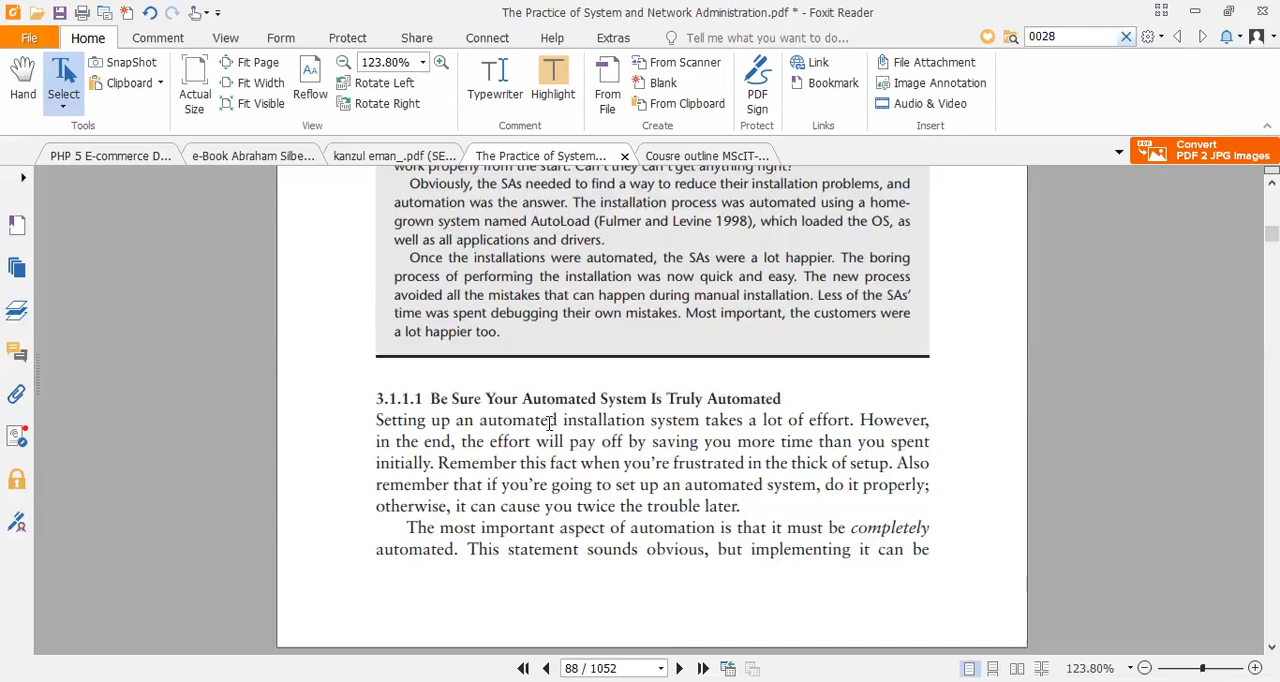 The Practice of System and Network Administration.pdf * - Foxit Reader
File Home Comment View Form Protect Share Connect Help Extras Tell me what you want to do... 0028
Hand
Select
SnapShot
Clipboard
Actual Size
Fit Page
Fit Width
Fit Visible
Reflow
123.80%
Rotate Left
Rotate Right
Typewriter
Highlight
From File
From Scanner
Blank
From Clipboard
PDF Sign
Link
Bookmark
File Attachment
Image Annotation
Audio & Video
Tools View Comment Create Protect Links Insert
PHP 5 E-commerce D... e-Book Abraham Silbe... kanzul eman_.pdf (SE... The Practice of System... Cousre outline MScIT-...
Convert
PDF 2 JPG Images
work properly from the start. Can't they can't get anything right?
Obviously, the SAs needed to find a way to reduce their installation problems, and
automation was the answer. The installation process was automated using a home-
grown system named AutoLoad (Fulmer and Levine 1998), which loaded the OS, as
well as all applications and drivers.
Once the installations were automated, the SAs were a lot happier. The boring
process of performing the installation was now quick and easy. The new process
avoided all the mistakes that can happen during manual installation. Less of the SAs'
time was spent debugging their own mistakes. Most important, the customers were
a lot happier too.
3.1.1.1 Be Sure Your Automated System Is Truly Automated
Setting up an automated installation system takes a lot of effort. However,
in the end, the effort will pay off by saving you more time than you spent
initially. Remember this fact when you're frustrated in the thick of setup. Also
remember that if you're going to set up an automated system, do it properly;
otherwise, it can cause you twice the trouble later.
The most important aspect of automation is that it must be completely
automated. This statement sounds obvious, but implementing it can be
88 / 1052
123.80%